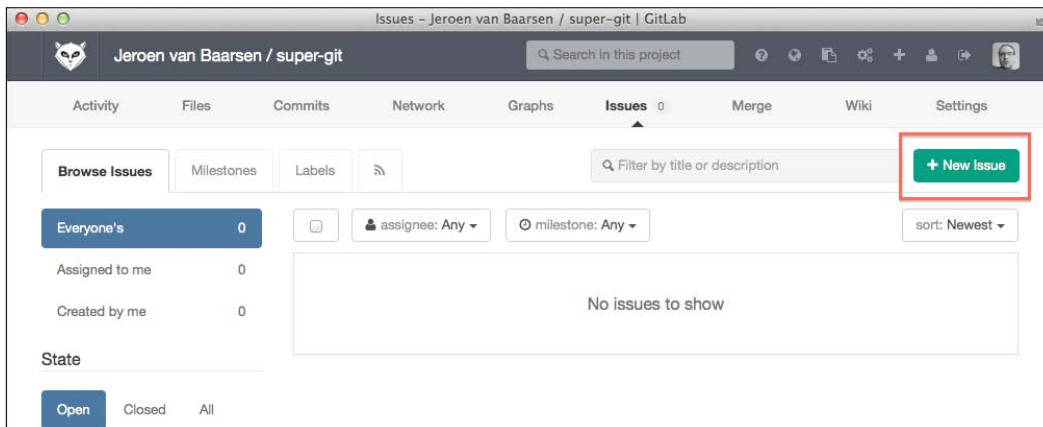 Issues – Jeroen van Baarsen / super-git | GitLab
Jeroen van Baarsen / super-git Search in this project
Activity Files Commits Network Graphs Issues 0 Merge Wiki Settings
Browse Issues Milestones Labels Filter by title or description + New Issue
Everyone's 0 assignee: Any milestone: Any sort: Newest
Assigned to me 0
No issues to show
Created by me 0
State
Open Closed All